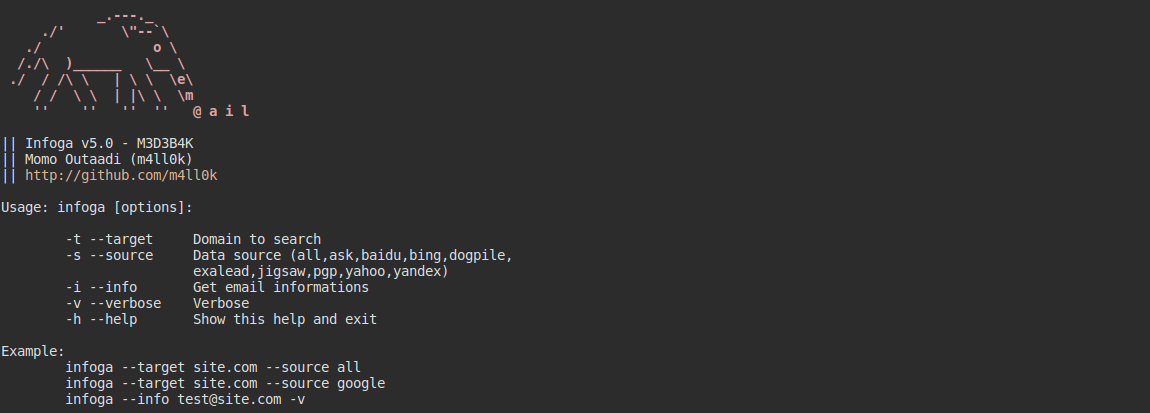 _.---._
     ./'       \"--`\
   ./              o \
  /./\  )______   \__ \
 ./  / /\ \   | \ \  \e\
    / /  \ \  | |\ \  \m
    ''    ''   ''  ''   @ a i l
|| Infoga v5.0 - M3D3B4K
|| Momo Outaadi (m4ll0k)
|| http://github.com/m4ll0k
Usage: infoga [options]:
        -t --target     Domain to search
        -s --source     Data source (all,ask,baidu,bing,dogpile,
                        exalead,jigsaw,pgp,yahoo,yandex)
        -i --info       Get email informations
        -v --verbose    Verbose
        -h --help       Show this help and exit
Example:
        infoga --target site.com --source all
        infoga --target site.com --source google
        infoga --info test@site.com -v